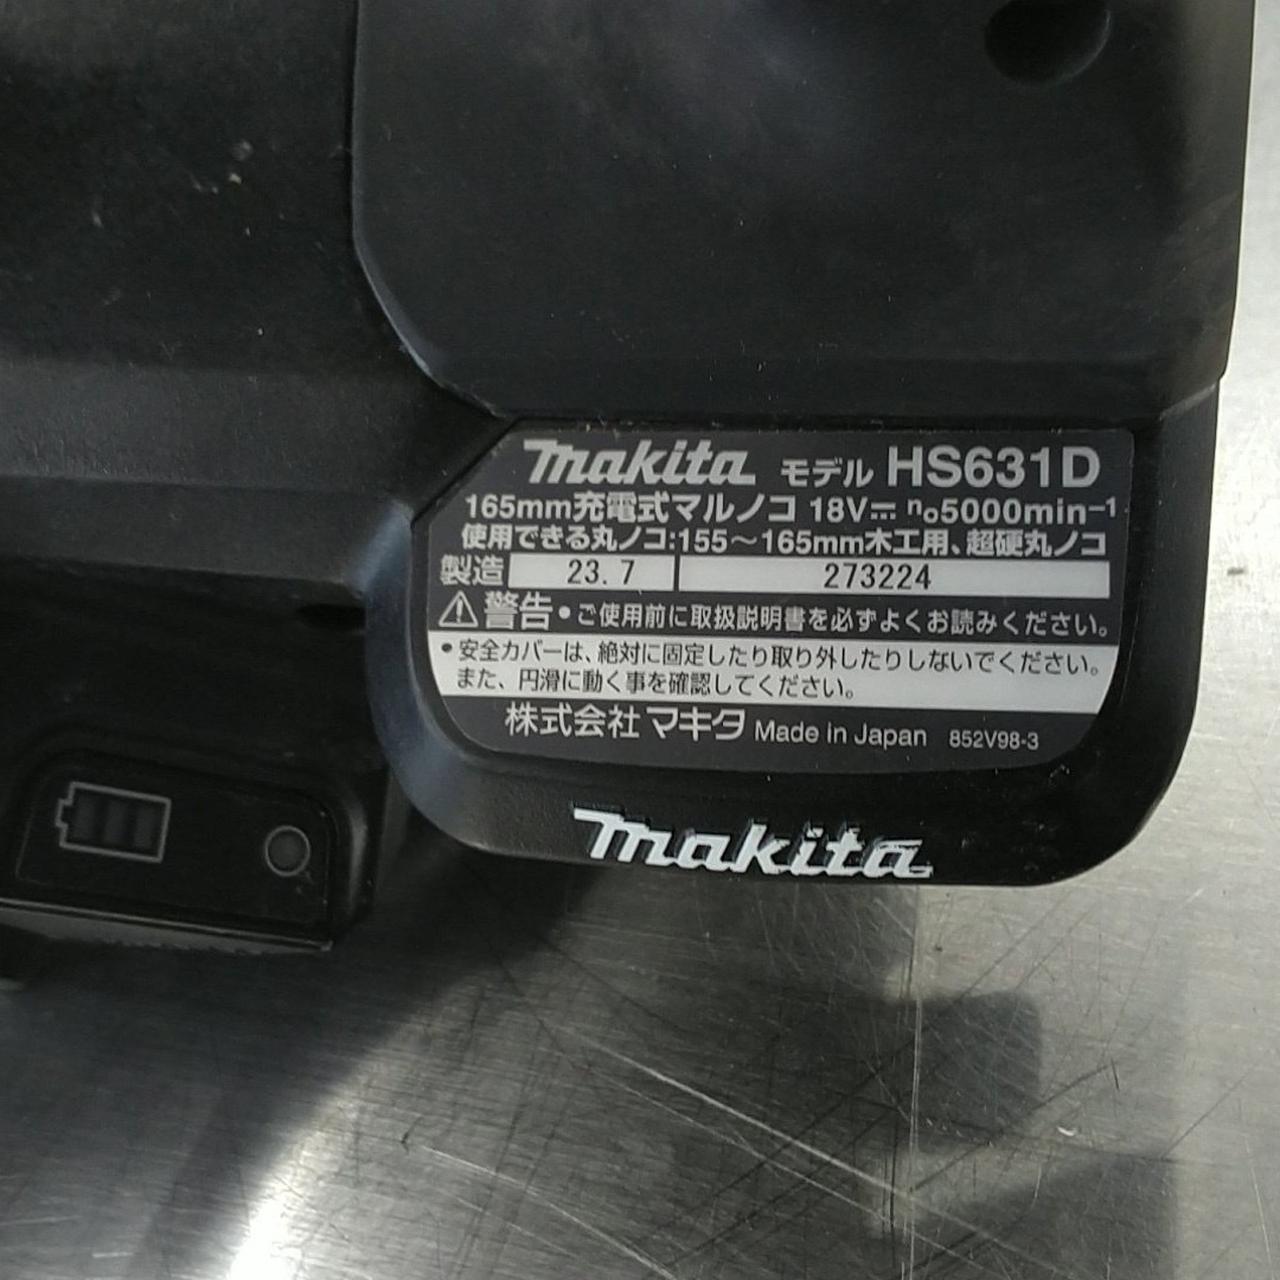 makita モデル HS631D
165mm充電式マルノコ 18V⎓ n₀5000min⁻¹
使用できる丸ノコ:155～165mm木工用、超硬丸ノコ
製造 23.7 273224
⚠警告・ご使用前に取扱説明書を必ずよくお読みください。
・安全カバーは、絶対に固定したり取り外したりしないでください。
また、円滑に動く事を確認してください。
株式会社マキタ Made in Japan 852V98-3
makita